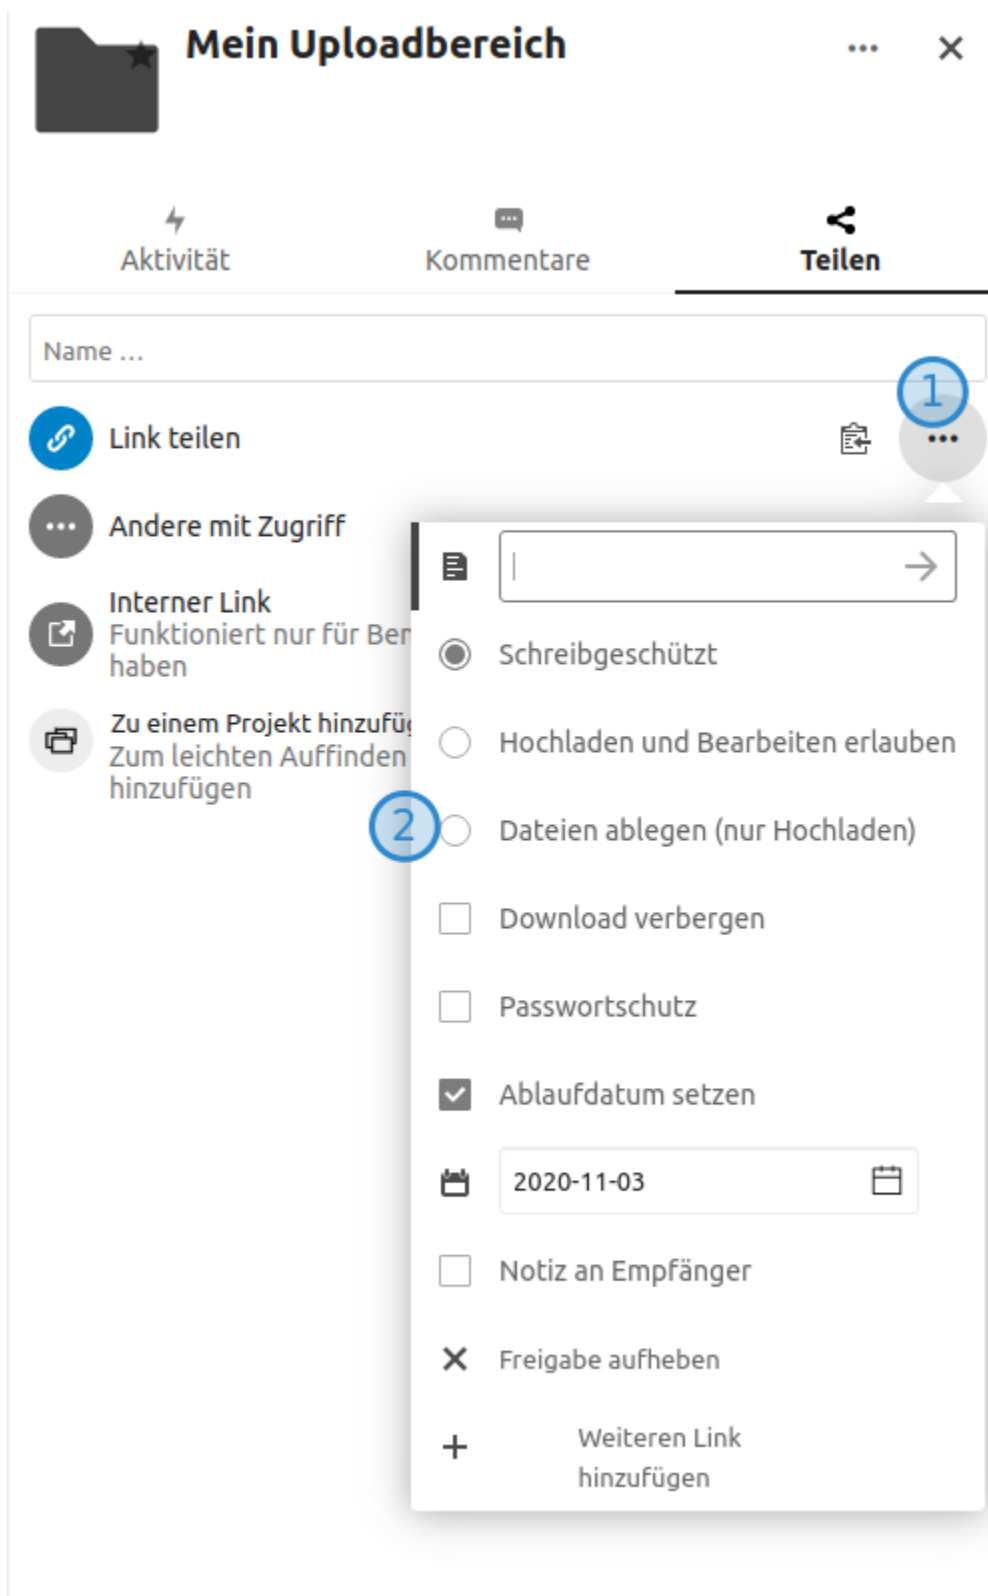 Mein Uploadbereich
Aktivität
Kommentare
Teilen
Name ...
1
Link teilen
Andere mit Zugriff
Interner Link
Funktioniert nur für
haben
Zu einem Projekt
Zum leichten Auffinden
hinzufügen
Schreibgeschützt
Hochladen und Bearbeiten erlauben
2
Dateien ablegen (nur Hochladen)
Download verbergen
Passwortschutz
Ablaufdatum setzen
2020-11-03
Notiz an Empfänger
Freigabe aufheben
Weiteren Link
hinzufügen